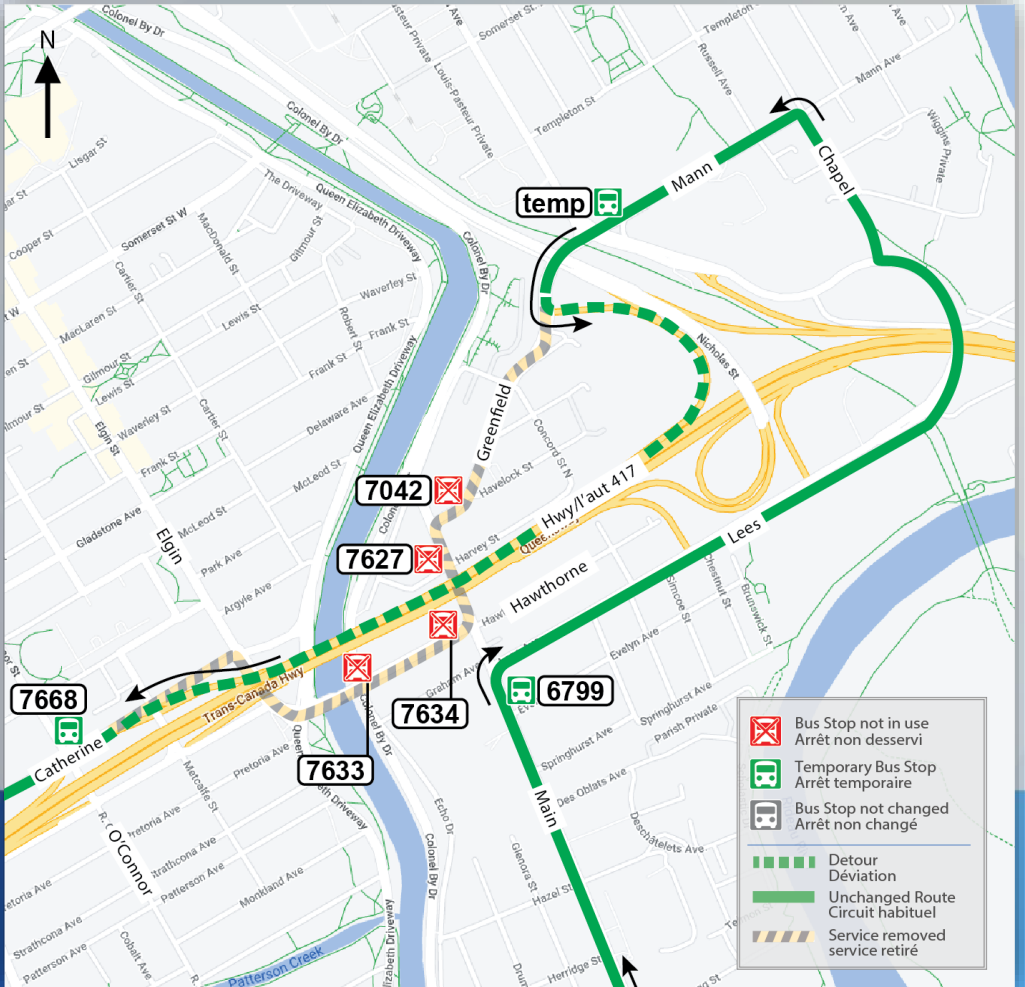 Colonel By Dr
Somerset St E
N
Louis-Pasteur Private
Russell Ave
Mann Ave
Templeton St
Colonel By Dr
Lisgar St
Wiggins Private
Chapel
Mann
The Driveway
Queen Elizabeth Driveway
temp
Cooper St
Somerset St W
MacDonald St
Gilmour St
Colonel By Dr
Cartier St
Waverley St
Lewis St
Robert St
Frank St
MacLaren St
Nicholas St
Gilmour St
Frank St
Lewis St
Queen Elizabeth Driveway
Greenfield
Cartier St
Delaware Ave
Waverley St
Elgin St
Concord St N
Frank St
McLeod St
Havelock St
7042
Hwy/l'aut 417
Gladstone Ave
McLeod St
Elgin
Lees
Harvey St
7627
Park Ave
Hawthorne
Chestnut St
Simcoe St
Brunswick St
Argyle Ave
Evelyn Ave
Graham Ave
Trans-Canada Hwy
7668
6799
7634
Springhurst Ave
Parish Private
Catherine
Colonel By Dr
7633
Pretoria Ave
Springhurst Ave
Metcalfe St
Des Oblats Ave
Main
Echo Dr
Deschâtelets Ave
O'Connor
Pretoria Ave
Strathcona Ave
Patterson Ave
Glenora St
Colonel By Dr
Monkland Ave
Hazel St
Strathcona Ave
Cobalt Ave
Patterson Ave
Patterson Creek
Herridge St
Bus Stop not in use
Arrêt non desservi
Temporary Bus Stop
Arrêt temporaire
Bus Stop not changed
Arrêt non changé
Detour
Déviation
Unchanged Route
Circuit habituel
Service removed
service retiré